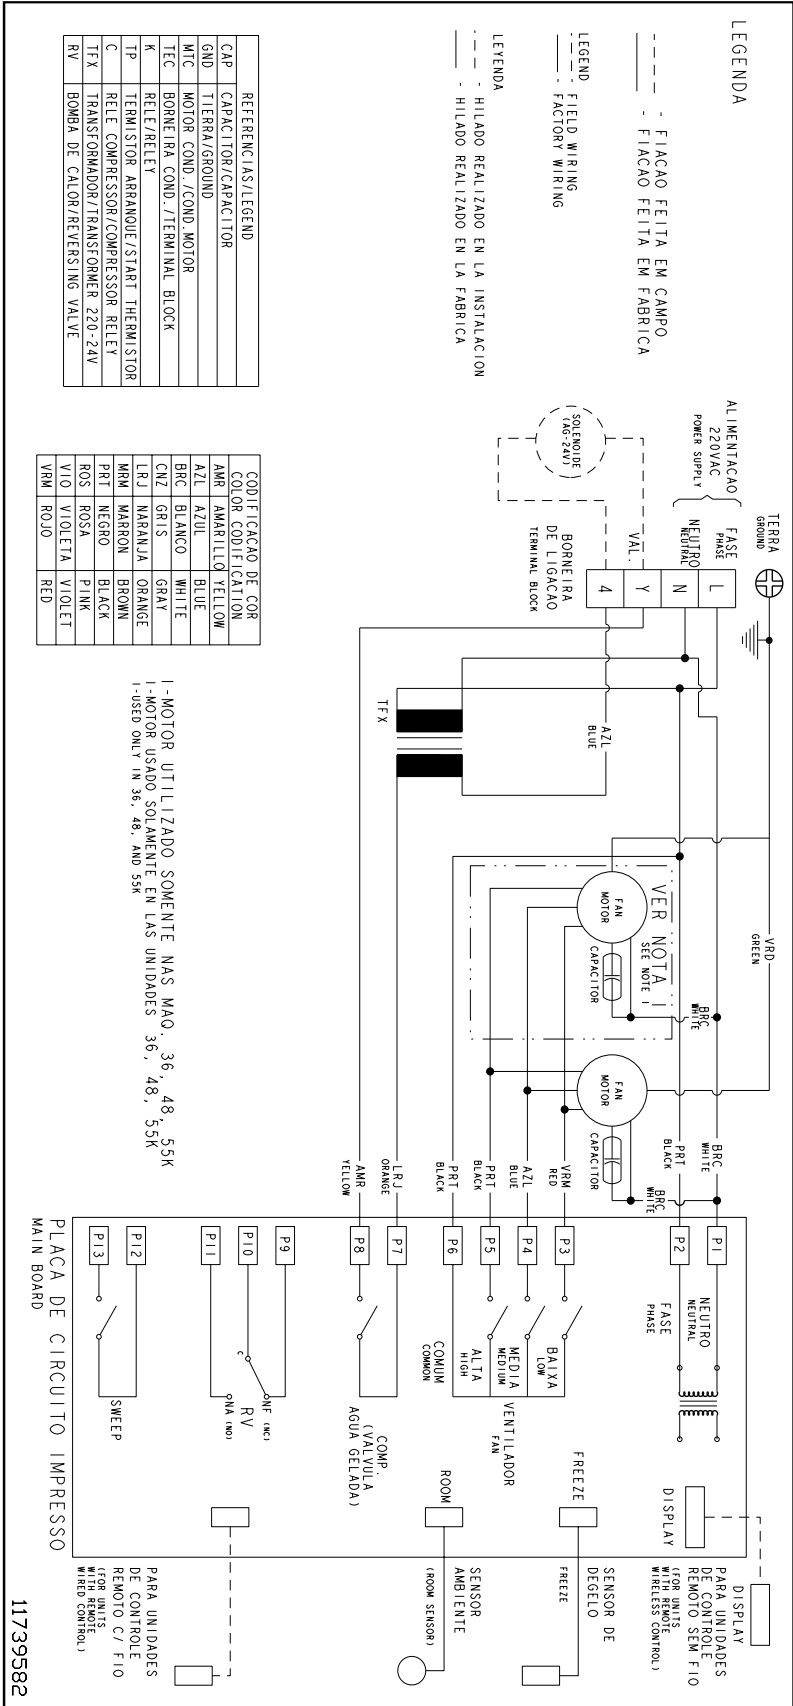 LEGENDA
- - - - - FIACAO FEITA EM CAMPO
—— - FIACAO FEITA EM FABRICA
LEGEND
- - - - FIELD WIRING
—— - FACTORY WIRING
LEYENDA
- - - - HILADO REALIZADO EN LA INSTALACION
—— - HILADO REALIZADO EN LA FABRICA
REFERENCIAS/LEGEND
CAP CAPACITOR/CAPACITOR
GND TIERRA/GROUND
MTC MOTOR COND./COND.MOTOR
TEC BORNEIRA COND./TERMINAL BLOCK
K RELE/RELEY
TP TERMISTOR ARRANQUE/START THERMISTOR
C RELE COMPRESSOR/COMPRESSOR RELEY
TFX TRANSFORMADOR/TRANSFORMER 220-24V
RV BOMBA DE CALOR/REVERSING VALVE
ALIMENTACAO
220VAC
POWER SUPPLY
TERRA
GROUND
FASE
PHASE
NEUTRO
NEUTRAL
VAL.
L
N
Y
4
SOLENOIDE
(AG-24V)
BORNEIRA
DE LIGACAO
TERMINAL BLOCK
CODIFICACAO DE COR
COLOR CODIFICATION
AMR AMARILLO YELLOW
AZL AZUL BLUE
BRC BLANCO WHITE
CNZ GRIS GRAY
LRJ NARANJA ORANGE
MRM MARRON BROWN
PRT NEGRO BLACK
ROS ROSA PINK
VIO VIOLETA VIOLET
VRM ROJO RED
AZL
BLUE
TFX
VRD
GREEN
VER NOTA 1
SEE NOTE 1
FAN
MOTOR
CAPACITOR
BRC
WHITE
FAN
MOTOR
CAPACITOR
BRC
WHITE
1-MOTOR UTILIZADO SOMENTE NAS MAQ. 36, 48, 55K
1-MOTOR USADO SOLAMENTE EN LAS UNIDADES 36, 48, 55K
1-USED ONLY IN 36, 48, AND 55K
BRC
WHITE
PRT
BLACK
VRM
RED
AZL
BLUE
PRT
BLACK
PRT
BLACK
LRJ
ORANGE
AMR
YELLOW
P1
P2
P3
P4
P5
P6
P7
P8
P9
P10
P11
P12
P13
NEUTRO
NEUTRAL
FASE
PHASE
BAIXA
LOW
MEDIA
MEDIUM
ALTA
HIGH
COMUM
COMMON
VENTILADOR
FAN
COMP.
(VALVULA
AGUA GELADA)
C
NF (NC)
RV
NA (NO)
SWEEP
DISPLAY
FREEZE
ROOM
PLACA DE CIRCUITO IMPRESSO
MAIN BOARD
DISPLAY
PARA UNIDADES
DE CONTROLE
REMOTO SEM FIO
(FOR UNITS
WITH REMOTE
WIRELESS CONTROL)
SENSOR DE
DEGELO
FREEZE
SENSOR
AMBIENTE
(ROOM SENSOR)
PARA UNIDADES
DE CONTROLE
REMOTO C/ FIO
(FOR UNITS
WITH REMOTE
WIRED CONTROL)
11739582